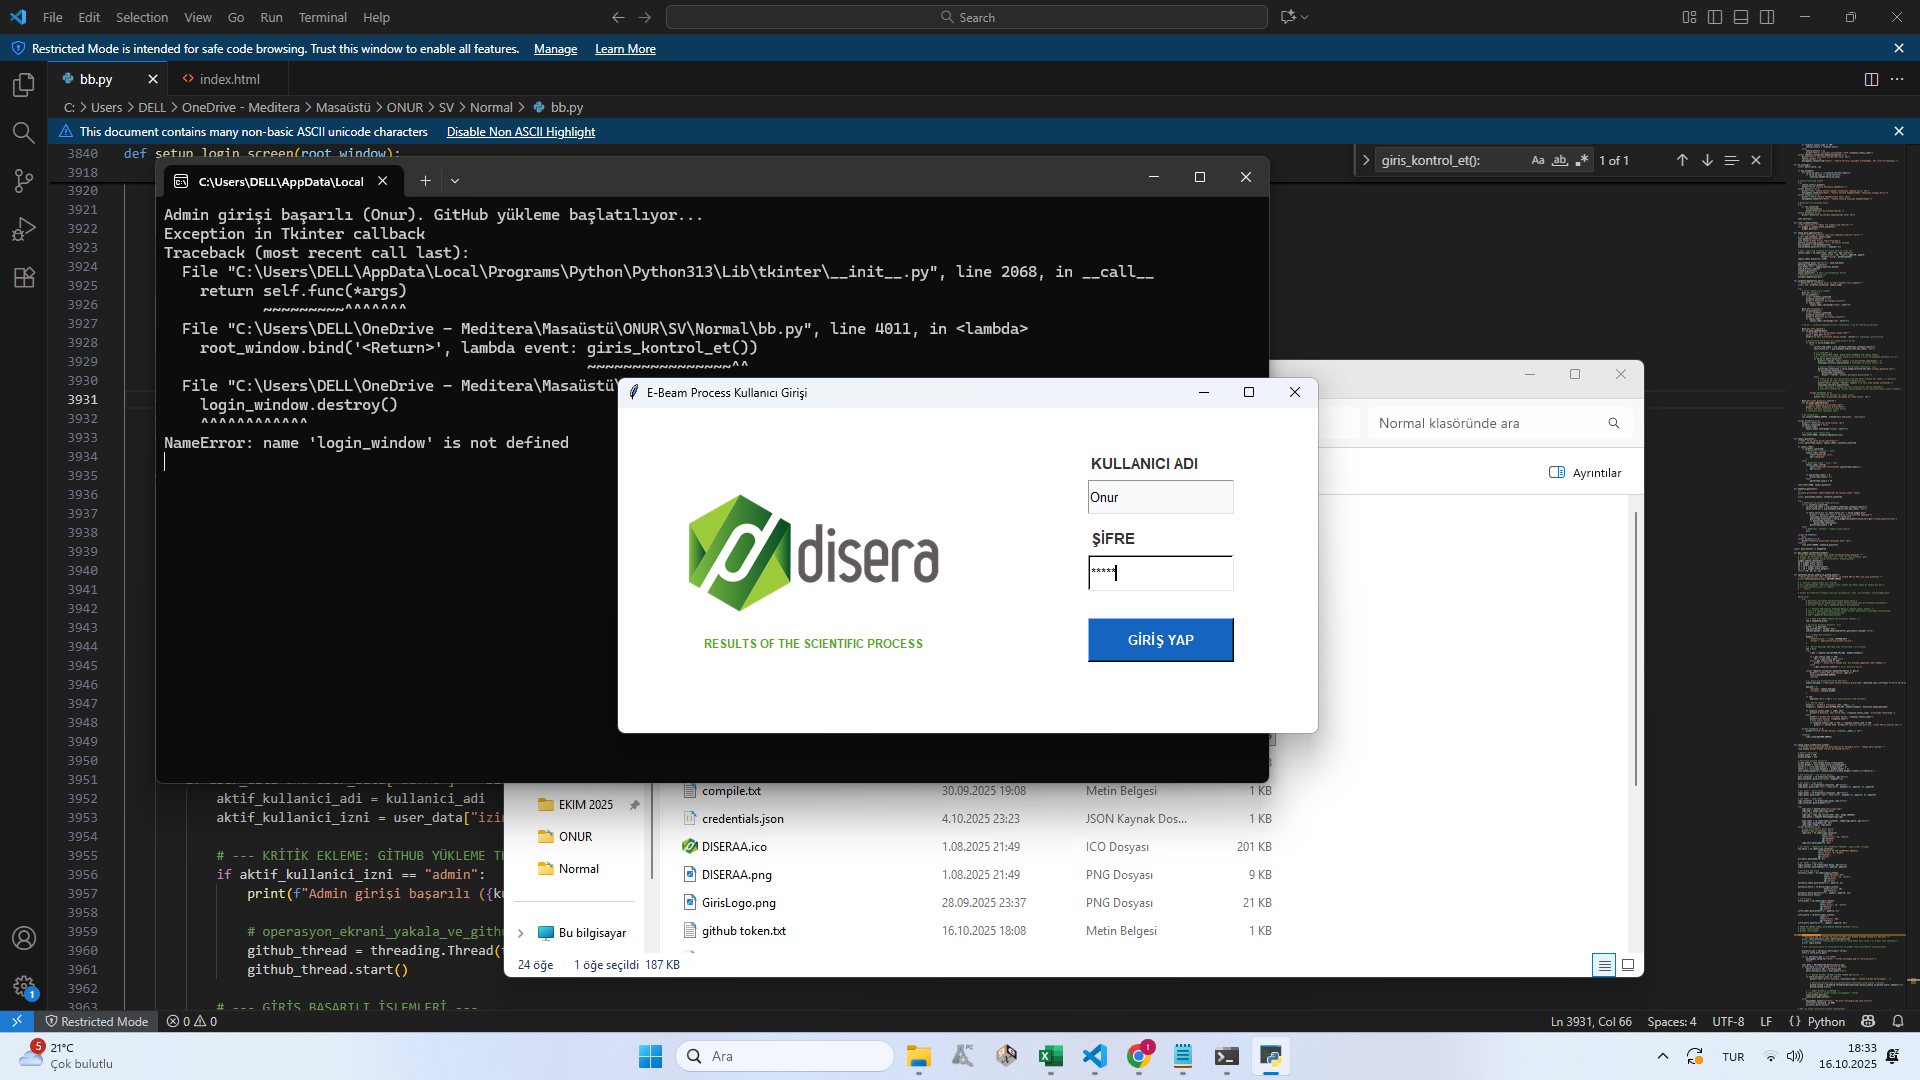 File Edit Selection View Go Run Terminal Help
Search
Restricted Mode is intended for safe code browsing. Trust this window to enable all features. Manage Learn More
bb.py
index.html
C: > Users > DELL > OneDrive - Meditera > Masaüstü > ONUR > SV > Normal > bb.py
This document contains many non-basic ASCII unicode characters Disable Non ASCII Highlight
3840 def setup_login_screen(root_window):
giris_kontrol_et():
Aa ab 1 of 1
3918
3920
3921
3922
3923
3924
3925
3926
3927
3928
3929
3930
3931
3932
3933
3934
3935
3936
3937
3938
3939
3940
3941
3942
3943
3944
3945
3946
3947
3948
3949
3950
3951
3952 aktif_kullanici_adi = kullanici_adi
3953 aktif_kullanici_izni = user_data["izi
3954
3955 # --- KRİTİK EKLEME: GİTHUB YÜKLEME T
3956 if aktif_kullanici_izni == "admin":
3957 print(f"Admin girişi başarılı ({k
3958
3959 # operasyon_ekrani_yakala_ve_gith
3960 github_thread = threading.Thread(
3961 github_thread.start()
3962
3963 # --- GİRİŞ BAŞARILI İŞLEMLERİ ---
C:\Users\DELL\AppData\Local
Admin girişi başarılı (Onur). GitHub yükleme başlatılıyor...
Exception in Tkinter callback
Traceback (most recent call last):
File "C:\Users\DELL\AppData\Local\Programs\Python\Python313\Lib\tkinter\__init__.py", line 2068, in __call__
return self.func(*args)
~~~~~~~~~^^^^^^^
File "C:\Users\DELL\OneDrive - Meditera\Masaüstü\ONUR\SV\Normal\bb.py", line 4011, in <lambda>
root_window.bind('<Return>', lambda event: giris_kontrol_et())
~~~~~~~~~~~~~~~~^^
File "C:\Users\DELL\OneDrive - Meditera\Masaüstü
login_window.destroy()
^^^^^^^^^^^^
NameError: name 'login_window' is not defined
E-Beam Process Kullanıcı Girişi
disera
RESULTS OF THE SCIENTIFIC PROCESS
KULLANICI ADI
Onur
ŞİFRE
*****
GİRİŞ YAP
Normal klasöründe ara
Ayrıntılar
EKIM 2025
ONUR
Normal
Bu bilgisayar
compile.txt 30.09.2025 19:08 Metin Belgesi 1 KB
credentials.json 4.10.2025 23:23 JSON Kaynak Dos... 1 KB
DISERAA.ico 1.08.2025 21:49 ICO Dosyası 201 KB
DISERAA.png 1.08.2025 21:49 PNG Dosyası 9 KB
GirisLogo.png 28.09.2025 23:37 PNG Dosyası 21 KB
github token.txt 16.10.2025 18:08 Metin Belgesi 1 KB
24 öğe 1 öğe seçildi 187 KB
1
Restricted Mode 0 0
Ln 3931, Col 66 Spaces: 4 UTF-8 LF Python
5
21°C
Çok bulutlu
Ara
t
TUR
18:33
16.10.2025